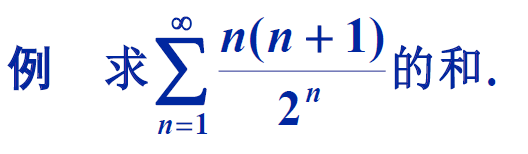 例 求 $\sum_{n=1}^{\infty} \frac{n(n+1)}{2^n}$ 的和.